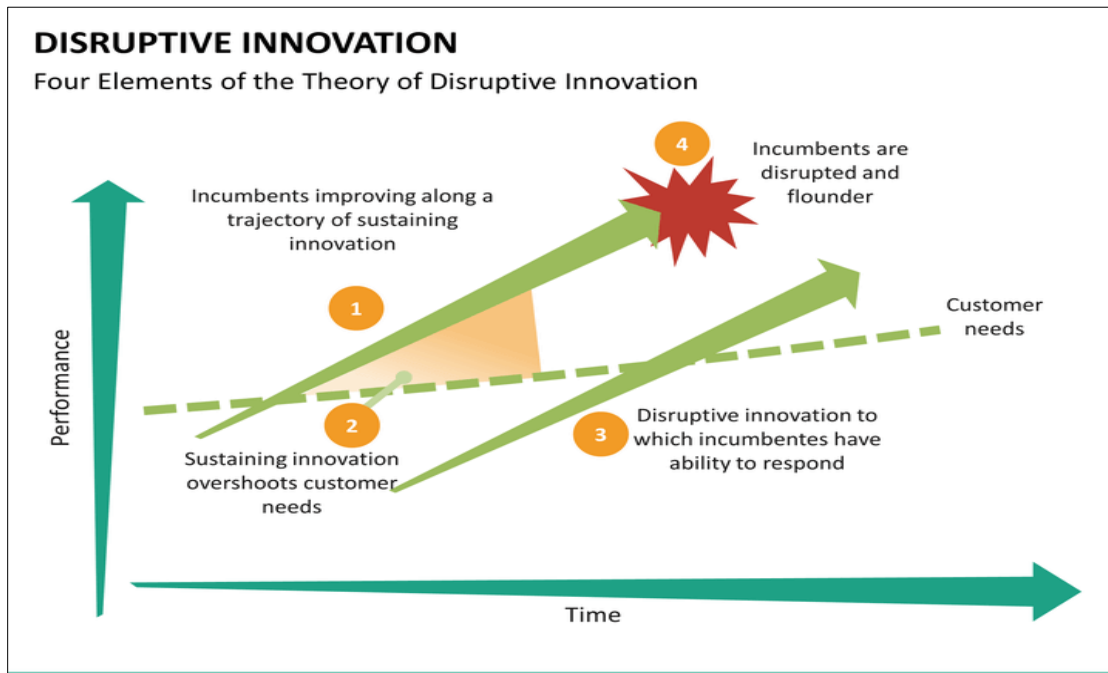 DISRUPTIVE INNOVATION
Four Elements of the Theory of Disruptive Innovation
4
Incumbents are
disrupted and
flounder
Incumbents improving along a
trajectory of sustaining
innovation
1
Customer
needs
Performance
2
Sustaining innovation
overshoots customer
needs
3
Disruptive innovation to
which incumbentes have
ability to respond
Time